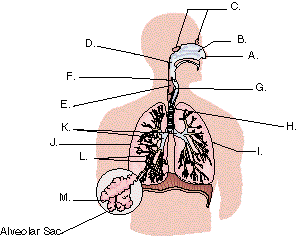 C.
D.
B.
A.
F.
G.
E.
K.
H.
J.
I.
L.
M.
Alveolar Sac